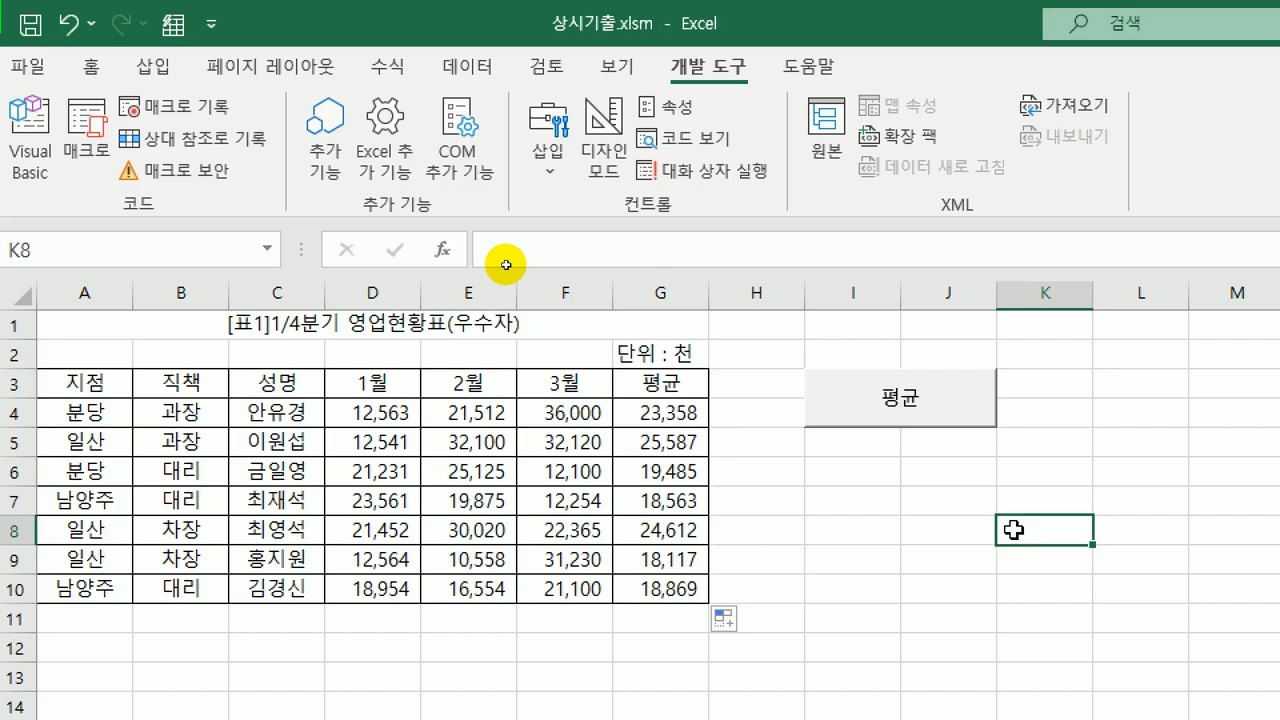 상시기출.xlsm - Excel
검색
파일 홈 삽입 페이지 레이아웃 수식 데이터 검토 보기 개발 도구 도움말
Visual Basic
매크로
매크로 기록
상대 참조로 기록
매크로 보안
코드
추가 기능
Excel 추가 기능
COM 추가 기능
추가 기능
삽입
디자인 모드
속성
코드 보기
대화 상자 실행
컨트롤
원본
맵 속성
확장 팩
데이터 새로 고침
가져오기
내보내기
XML
K8
fx
A B C D E F G H I J K L M
1 [표1]1/4분기 영업현황표(우수자)
2 단위 : 천
3 지점 직책 성명 1월 2월 3월 평균
평균
4 분당 과장 안유경 12,563 21,512 36,000 23,358
5 일산 과장 이원섭 12,541 32,100 32,120 25,587
6 분당 대리 금일영 21,231 25,125 12,100 19,485
7 남양주 대리 최재석 23,561 19,875 12,254 18,563
8 일산 차장 최영석 21,452 30,020 22,365 24,612
9 일산 차장 홍지원 12,564 10,558 31,230 18,117
10 남양주 대리 김경신 18,954 16,554 21,100 18,869
11
12
13
14